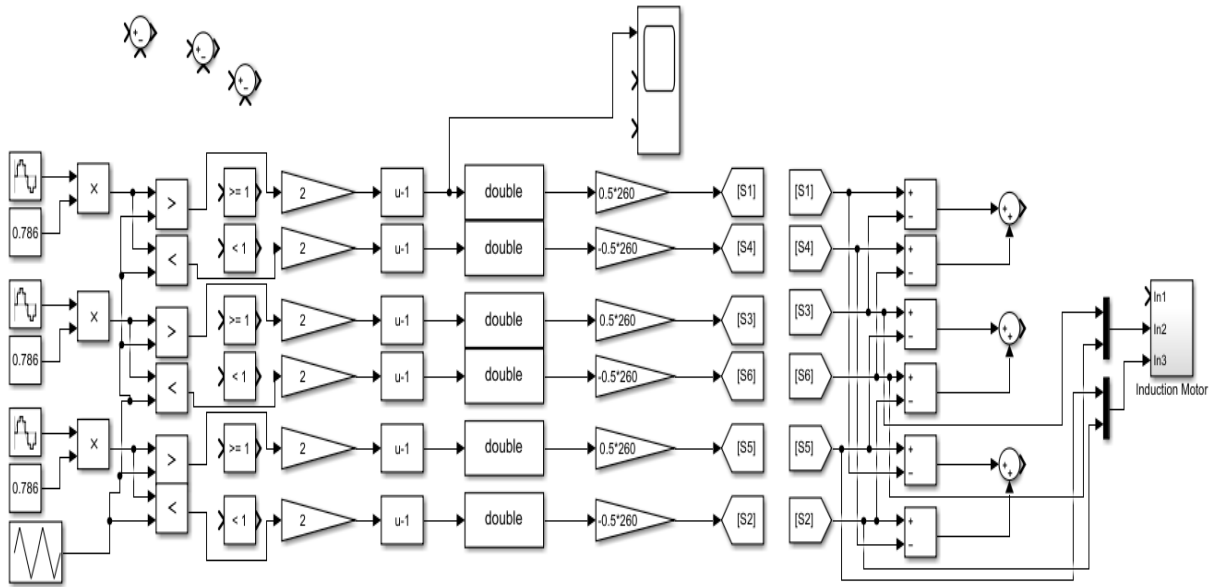 + −
+ −
+ −
× > >= 1 2 u-1 double 0.5*260 [S1] [S1] + − + +
0.786
< < 1 2 u-1 double -0.5*260 [S4] [S4] + −
In1
× > >= 1 2 u-1 double 0.5*260 [S3] [S3] + − + +
In2
0.786
< < 1 2 u-1 double -0.5*260 [S6] [S6] + −
In3
Induction Motor
× > >= 1 2 u-1 double 0.5*260 [S5] [S5] + − + +
0.786
< < 1 2 u-1 double -0.5*260 [S2] [S2] + −